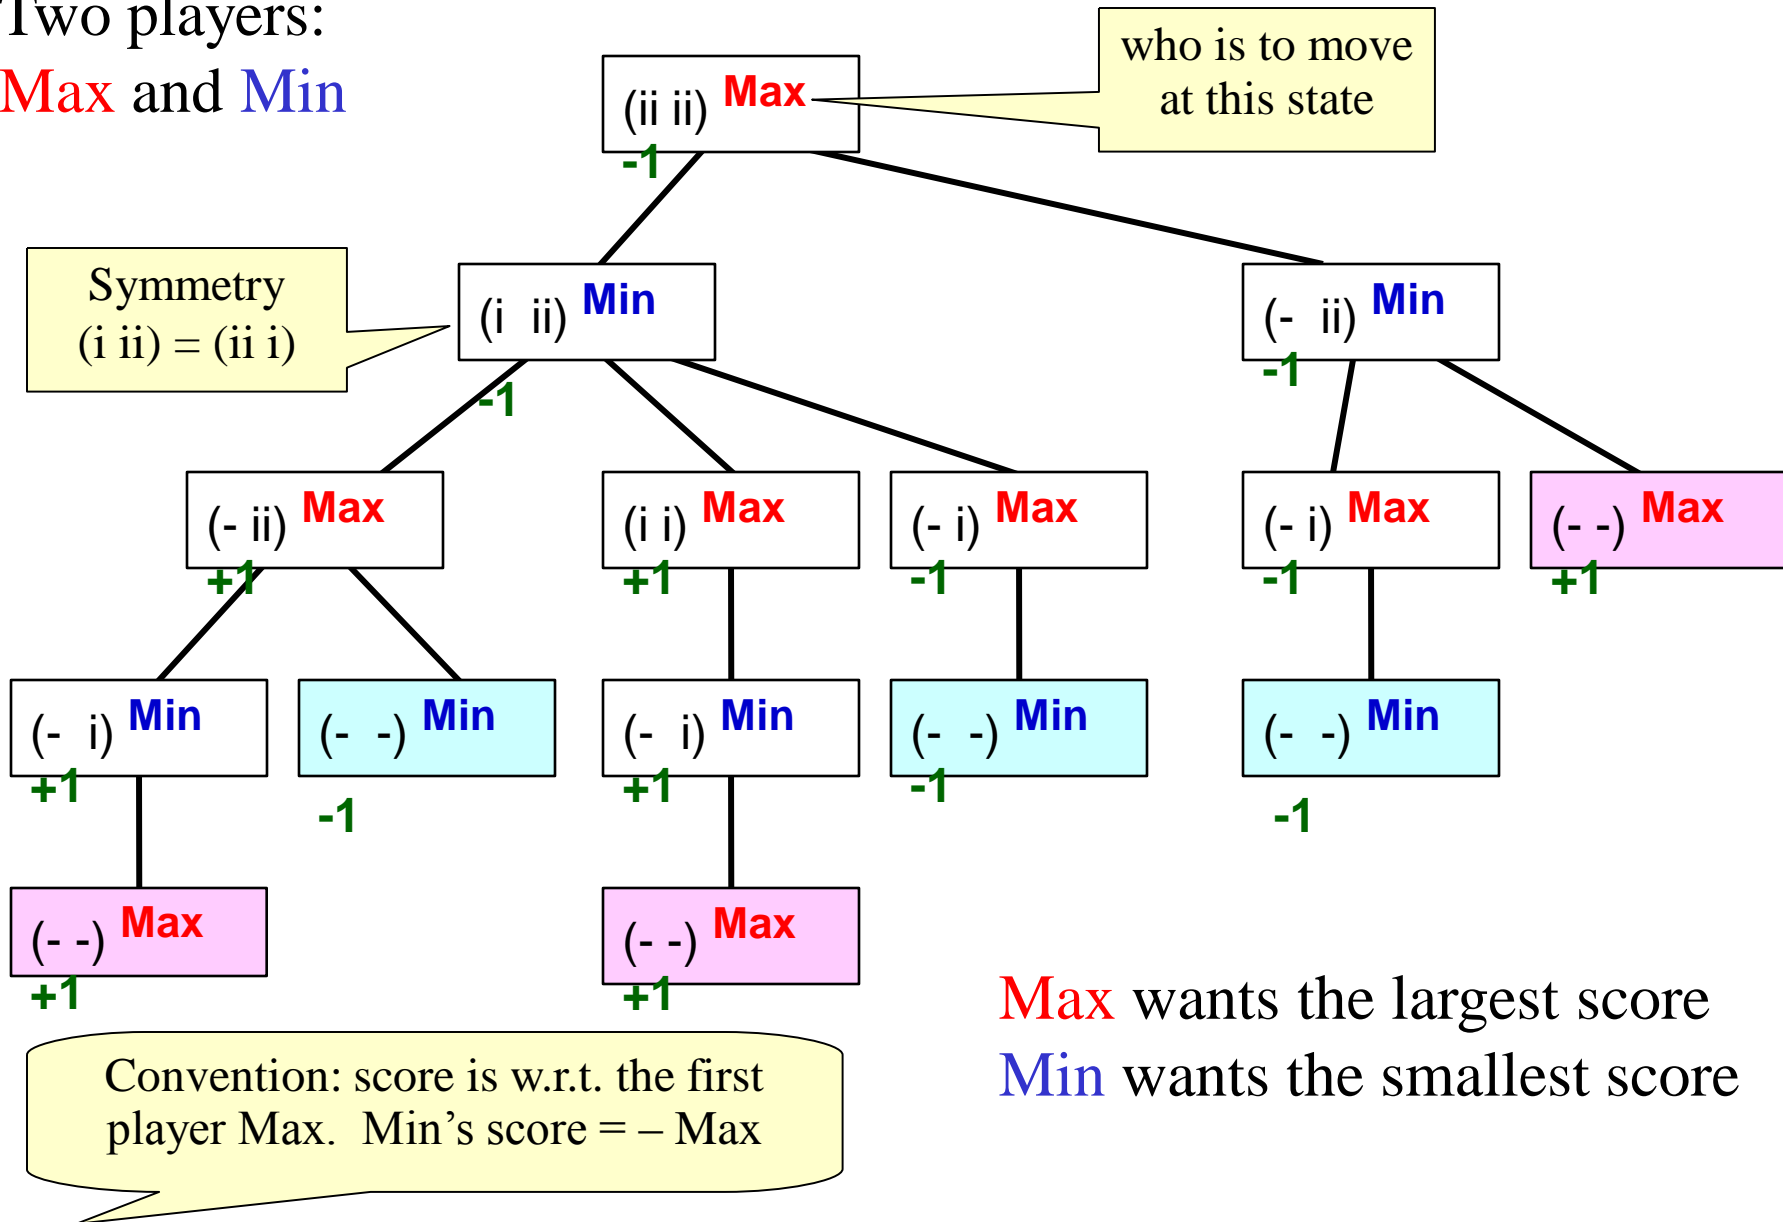 Two players:
Max and Min
who is to move
at this state
(ii ii) Max
-1
Symmetry
(i ii) = (ii i)
(i ii) Min
-1
(- ii) Min
-1
(- ii) Max
+1
(i i) Max
+1
(- i) Max
-1
(- i) Max
-1
(- -) Max
+1
(- i) Min
+1
(- -) Min
-1
(- i) Min
+1
(- -) Min
-1
(- -) Min
-1
(- -) Max
+1
(- -) Max
+1
Max wants the largest score
Min wants the smallest score
Convention: score is w.r.t. the first
player Max. Min’s score = – Max